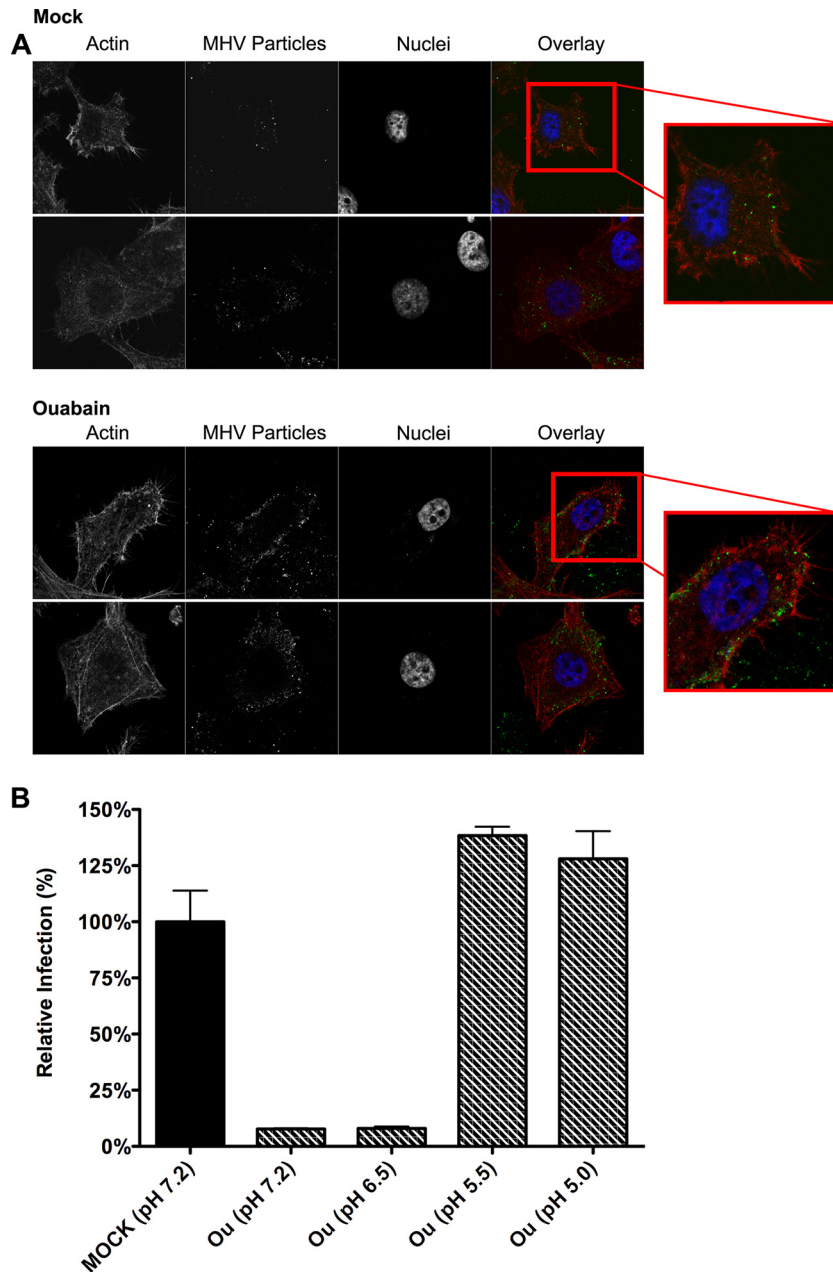 Mock
A
Actin MHV Particles Nuclei Overlay
Ouabain
Actin MHV Particles Nuclei Overlay
B
Relative Infection (%)
150%
125%
100%
75%
50%
25%
0%
MOCK (pH 7.2)
Ou (pH 7.2)
Ou (pH 6.5)
Ou (pH 5.5)
Ou (pH 5.0)